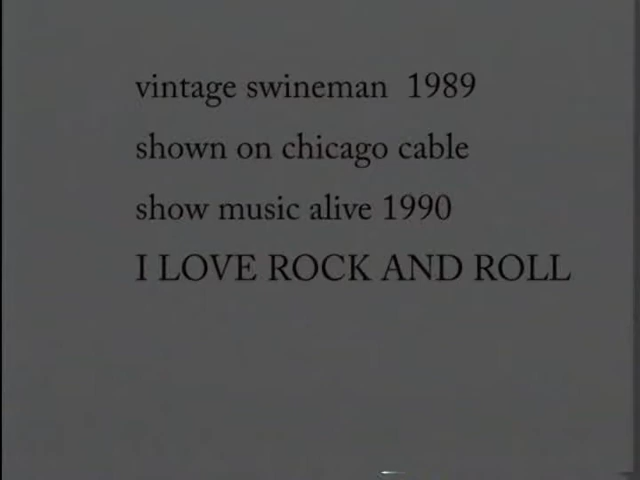 vintage swineman  1989
shown on chicago cable
show music alive 1990
I LOVE ROCK AND ROLL